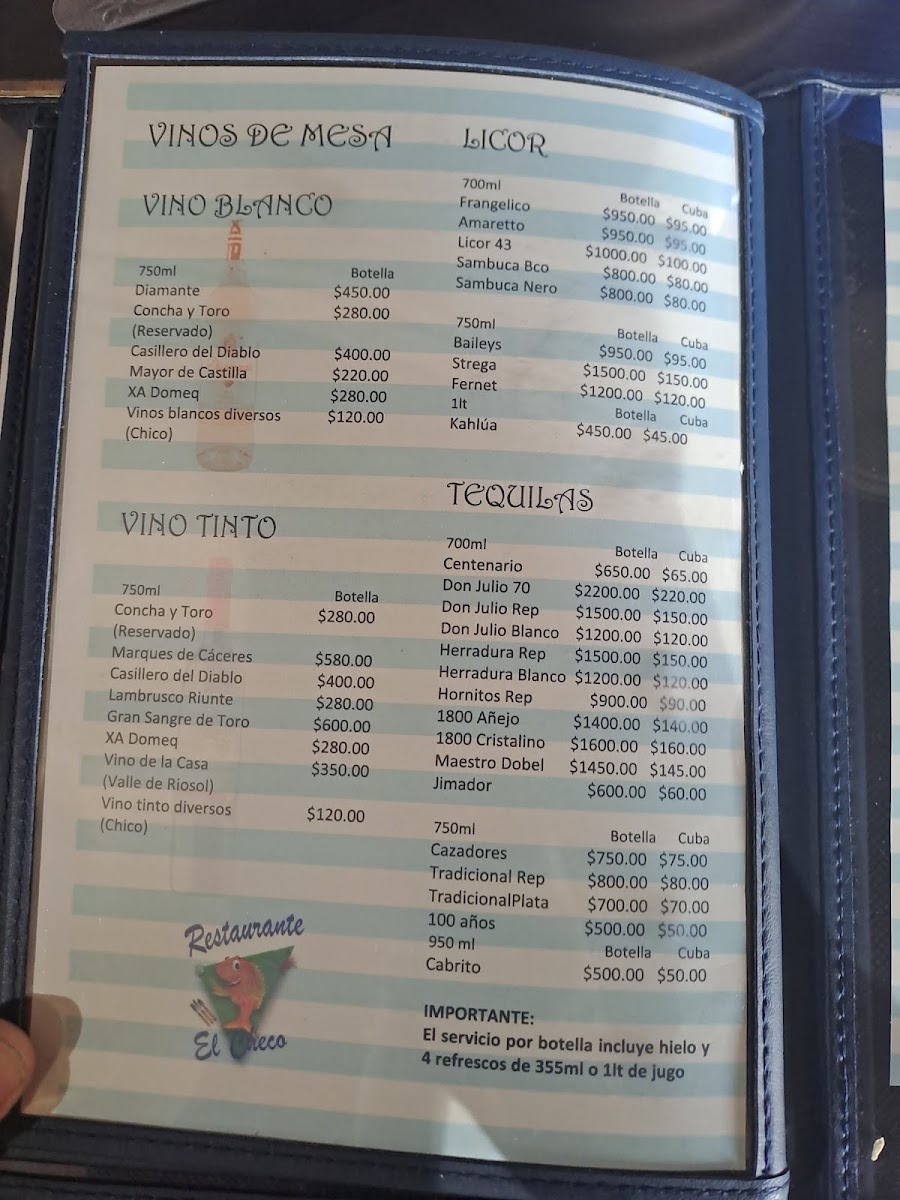 VINOS DE MESA
VINO BLANCO
750ml Botella
Diamante $450.00
Concha y Toro $280.00
(Reservado)
Casillero del Diablo $400.00
Mayor de Castilla $220.00
XA Domeq $280.00
Vinos blancos diversos $120.00
(Chico)
VINO TINTO
750ml Botella
Concha y Toro $280.00
(Reservado)
Marques de Cáceres $580.00
Casillero del Diablo $400.00
Lambrusco Riunte $280.00
Gran Sangre de Toro $600.00
XA Domeq $280.00
Vino de la Casa $350.00
(Valle de Riosol)
Vino tinto diversos $120.00
(Chico)
Restaurante
El Checo
LICOR
700ml Botella Cuba
Frangelico $950.00 $95.00
Amaretto $950.00 $95.00
Licor 43 $1000.00 $100.00
Sambuca Bco $800.00 $80.00
Sambuca Nero $800.00 $80.00
750ml Botella Cuba
Baileys $950.00 $95.00
Strega $1500.00 $150.00
Fernet $1200.00 $120.00
1lt Botella Cuba
Kahlúa $450.00 $45.00
TEQUILAS
700ml Botella Cuba
Centenario $650.00 $65.00
Don Julio 70 $2200.00 $220.00
Don Julio Rep $1500.00 $150.00
Don Julio Blanco $1200.00 $120.00
Herradura Rep $1500.00 $150.00
Herradura Blanco $1200.00 $120.00
Hornitos Rep $900.00 $90.00
1800 Añejo $1400.00 $140.00
1800 Cristalino $1600.00 $160.00
Maestro Dobel $1450.00 $145.00
Jimador $600.00 $60.00
750ml Botella Cuba
Cazadores $750.00 $75.00
Tradicional Rep $800.00 $80.00
TradicionalPlata $700.00 $70.00
100 años $500.00 $50.00
950 ml Botella Cuba
Cabrito $500.00 $50.00
IMPORTANTE:
El servicio por botella incluye hielo y
4 refrescos de 355ml o 1lt de jugo